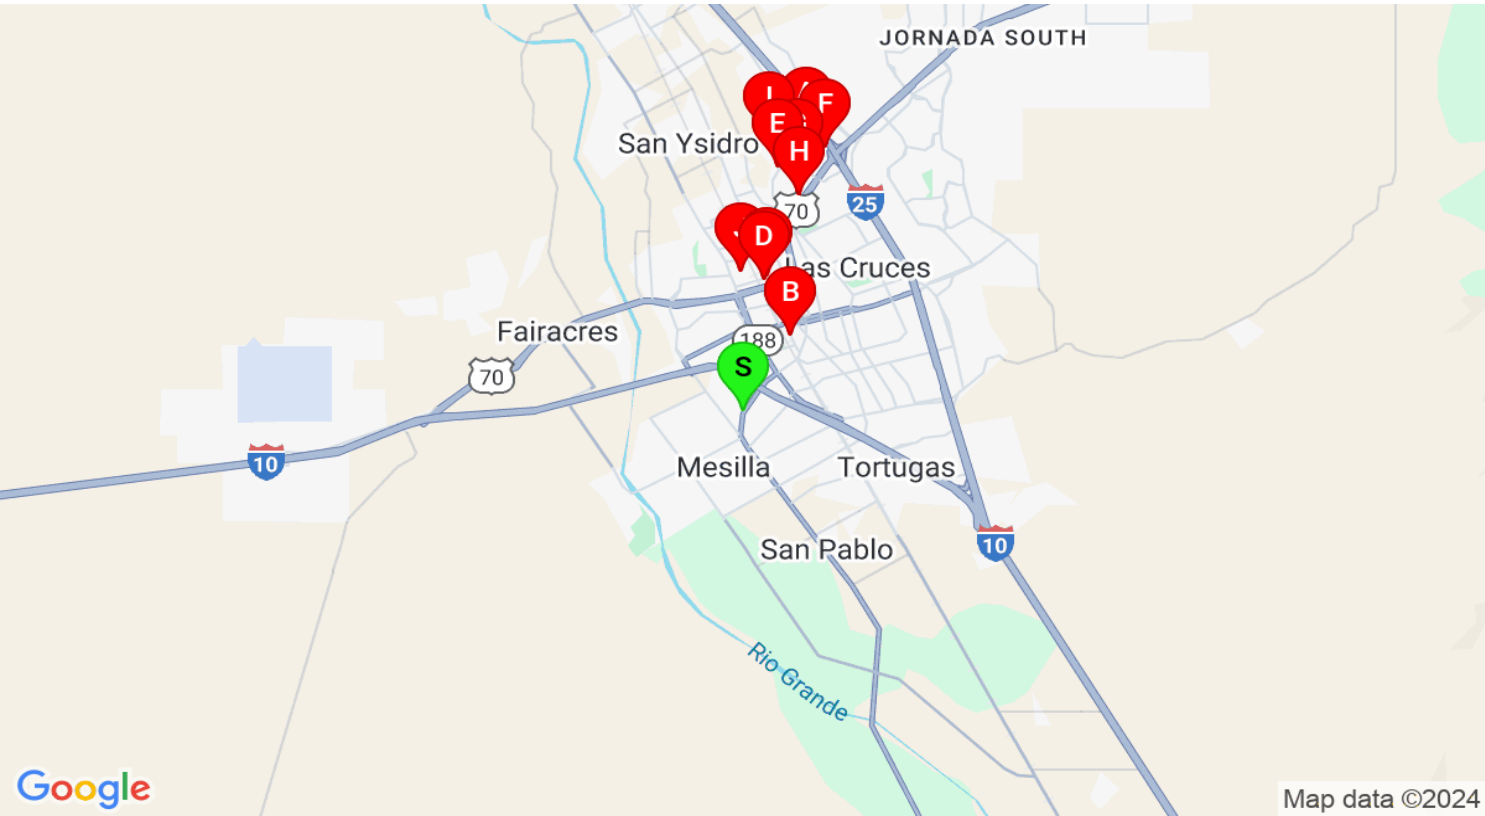 JORNADA SOUTH
F
E
San Ysidro
H
70
25
D
Las Cruces
B
Fairacres
188
S
70
10
Mesilla
Tortugas
10
San Pablo
Rio Grande
Google
Map data ©2024